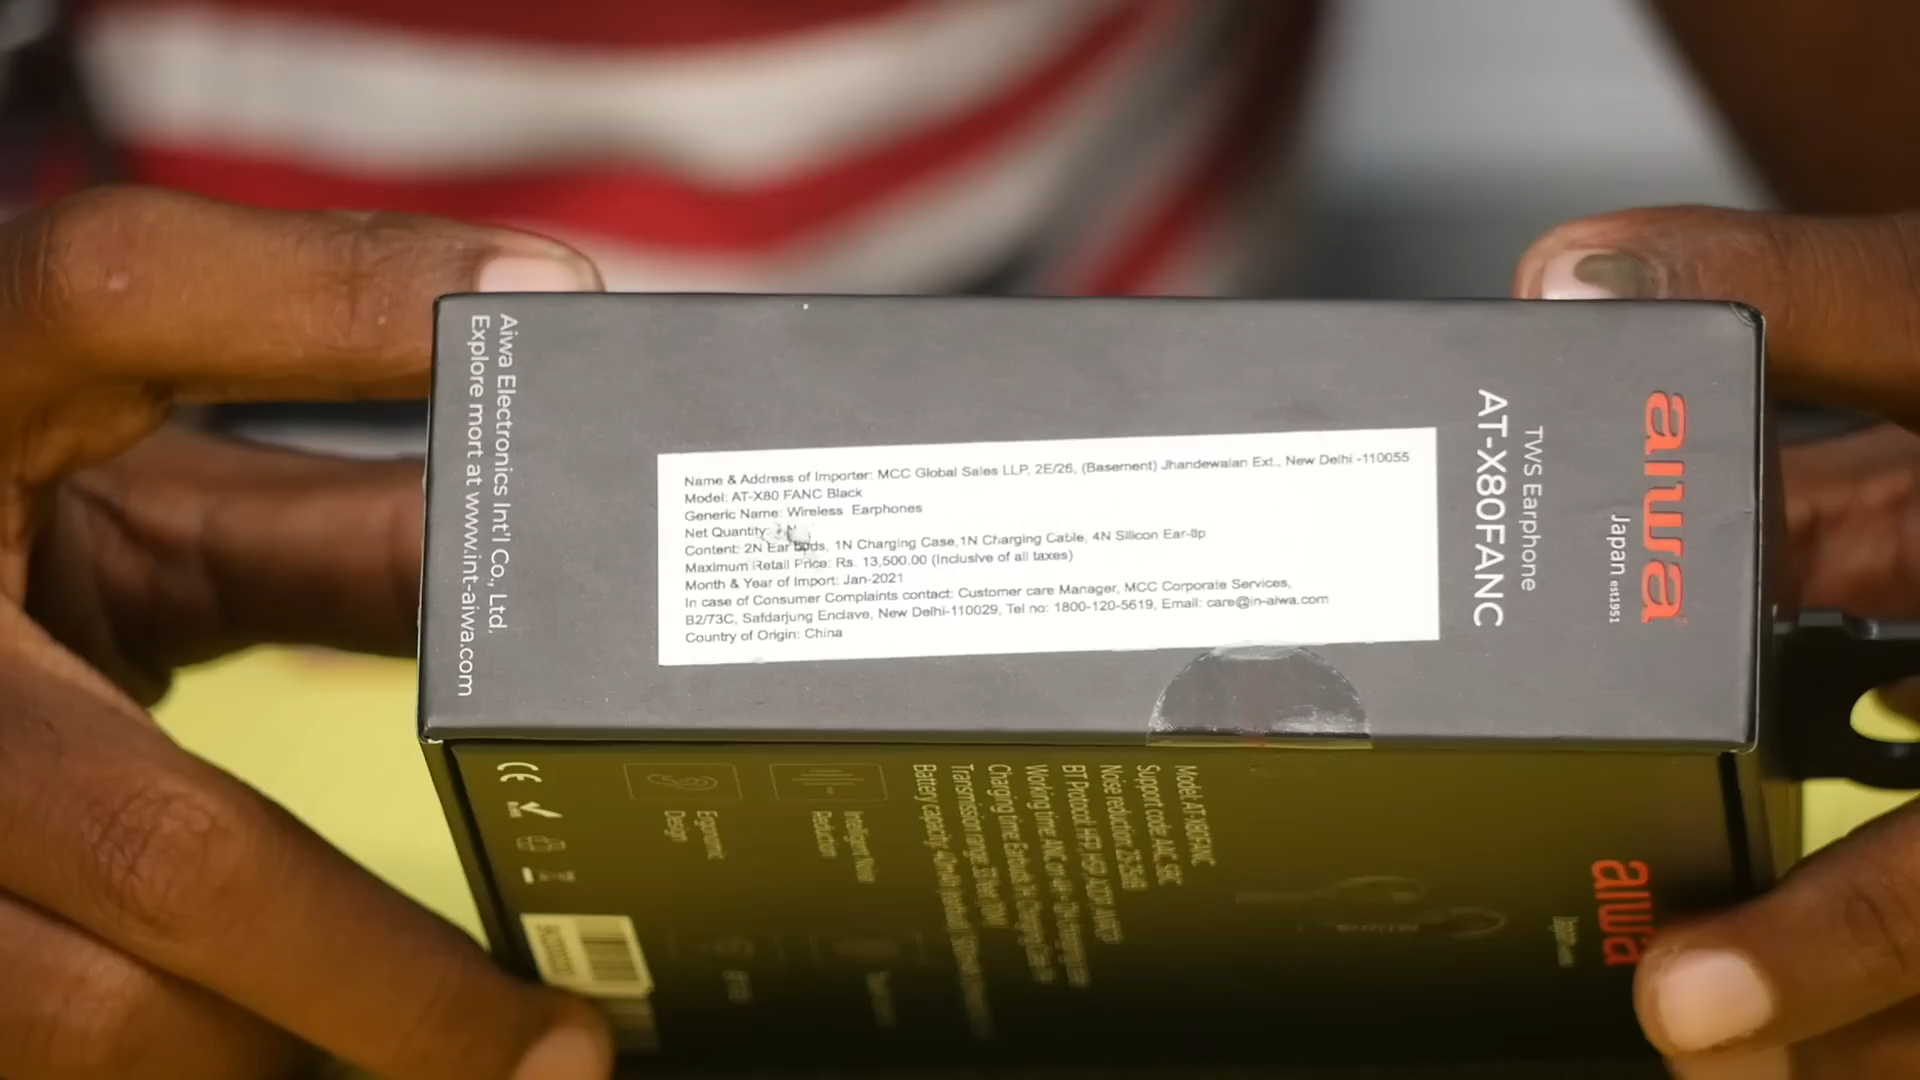 Name & Address of Importer: MCC Global Sales LLP, 2E/26, (Basement) Jhandewalan Ext., New Delhi -110055
Model: AT-X80 FANC Black
Generic Name: Wireless Earphones
Net Quantity: N
Content: 2N Ear buds, 1N Charging Case,1N Charging Cable, 4N Silicon Ear-tip
Maximum Retail Price: Rs. 13,500.00 (Inclusive of all taxes)
Month & Year of Import: Jan-2021
In case of Consumer Complaints contact: Customer care Manager, MCC Corporate Services,
B2/73C, Safdarjung Enclave, New Delhi-110029, Tel no: 1800-120-5619, Email: care@in-aiwa.com
Country of Origin: China
aiwa
Japan est1951
TWS Earphone
AT-X80FANC
Aiwa Electronics Int'l Co., Ltd.
Explore mort at www.int-aiwa.com
aiwa
Model: AT-X80FANC
Support code: AAC, SBC
Noise reduction:
BT Protocol: HFP, HSP, A2DP, AVRCP
Working time: ANC
Charging time: Earbuds
Transmission range: 33 feet
Battery capacity:
Intelligent Noise
Reduction
Ergonomic
Design
CE